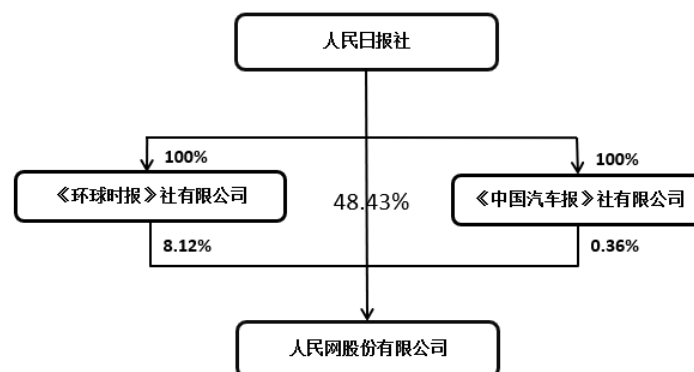 人民日报社
100%
100%
《环球时报》社有限公司
48.43%
《中国汽车报》社有限公司
8.12%
0.36%
人民网股份有限公司